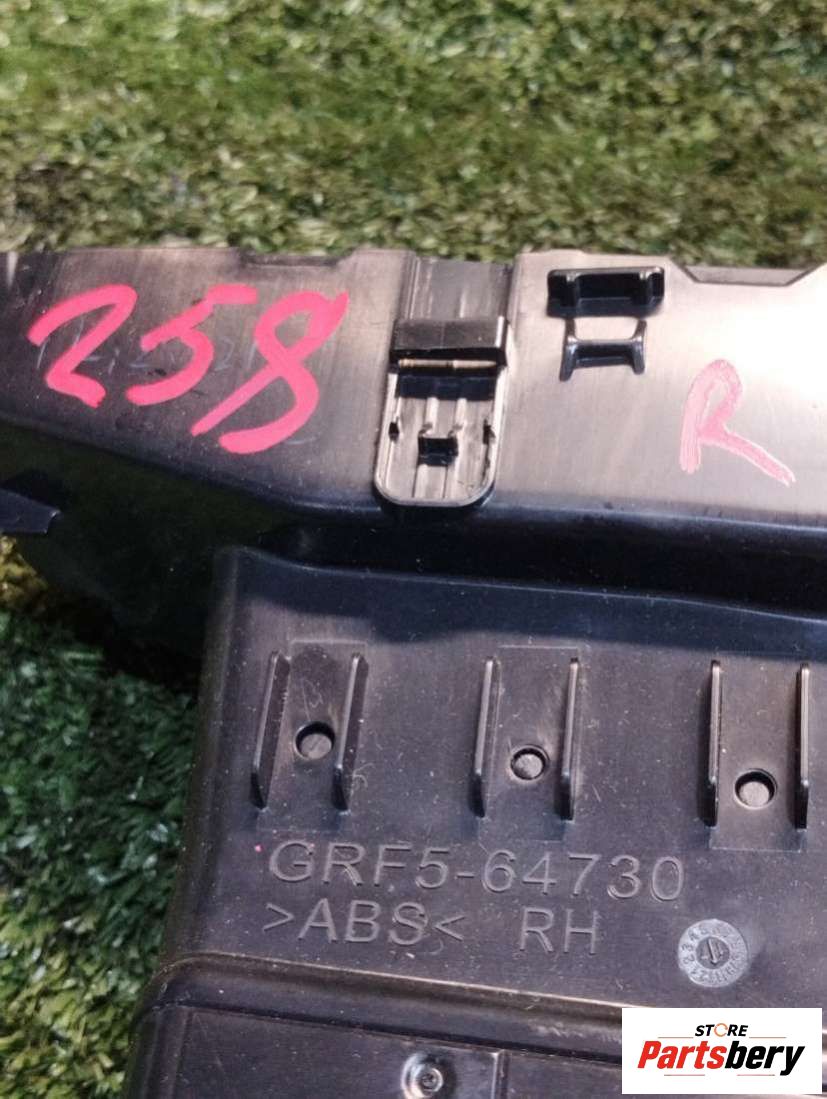 258
R
GRF5-64730
>ABS< RH
STORE
Partsbery